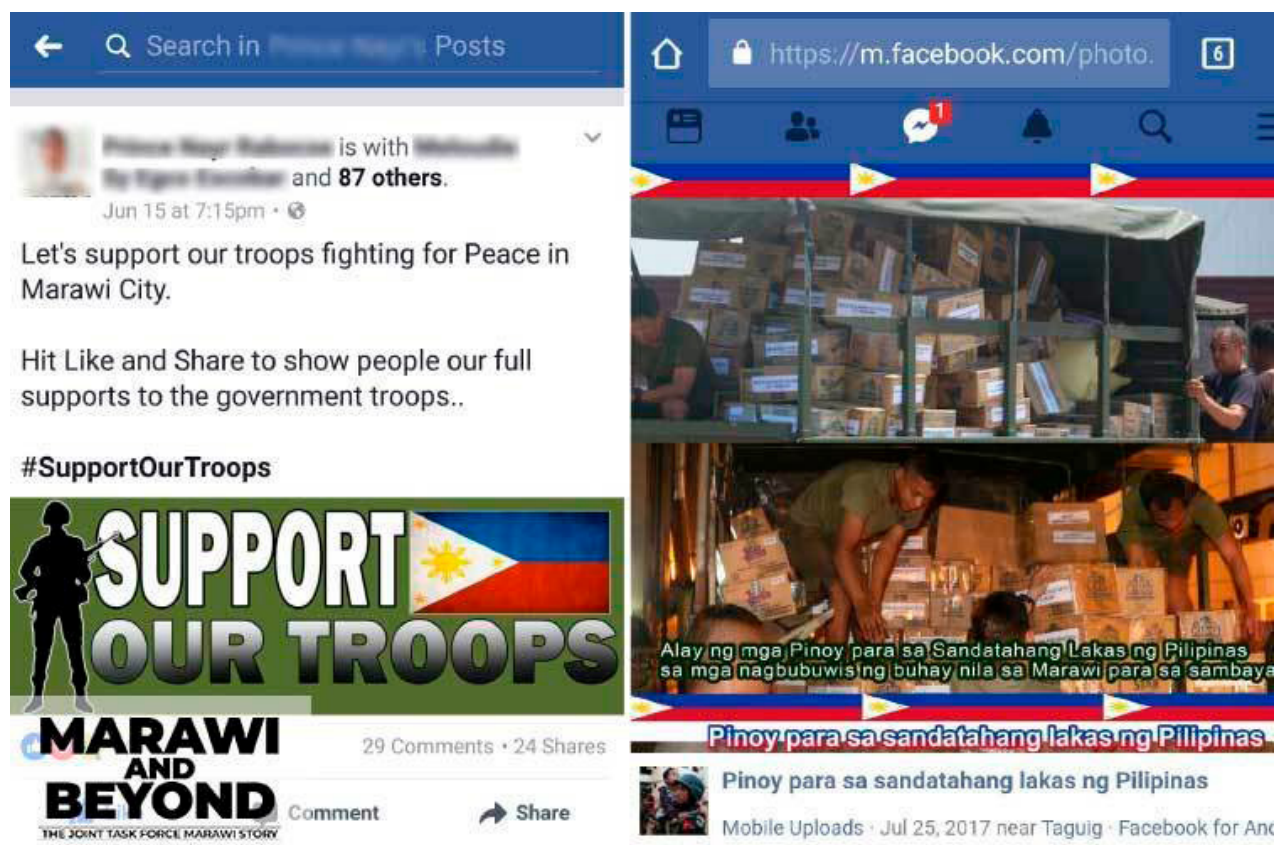 Search in Posts
is with
and 87 others.
Jun 15 at 7:15pm
Let's support our troops fighting for Peace in
Marawi City.
Hit Like and Share to show people our full
supports to the government troops..
#SupportOurTroops
SUPPORT
OUR TROOPS
29 Comments · 24 Shares
Comment
Share
MARAWI
AND
BEYOND
THE JOINT TASK FORCE MARAWI STORY
https://m.facebook.com/photo.
6
1
Alay ng mga Pinoy para sa Sandatahang Lakas ng Pilipinas
sa mga nagbubuwis ng buhay nila sa Marawi para sa sambaya
Pinoy para sa sandatahang lakas ng Pilipinas
Pinoy para sa sandatahang lakas ng Pilipinas
Mobile Uploads · Jul 25, 2017 near Taguig · Facebook for And